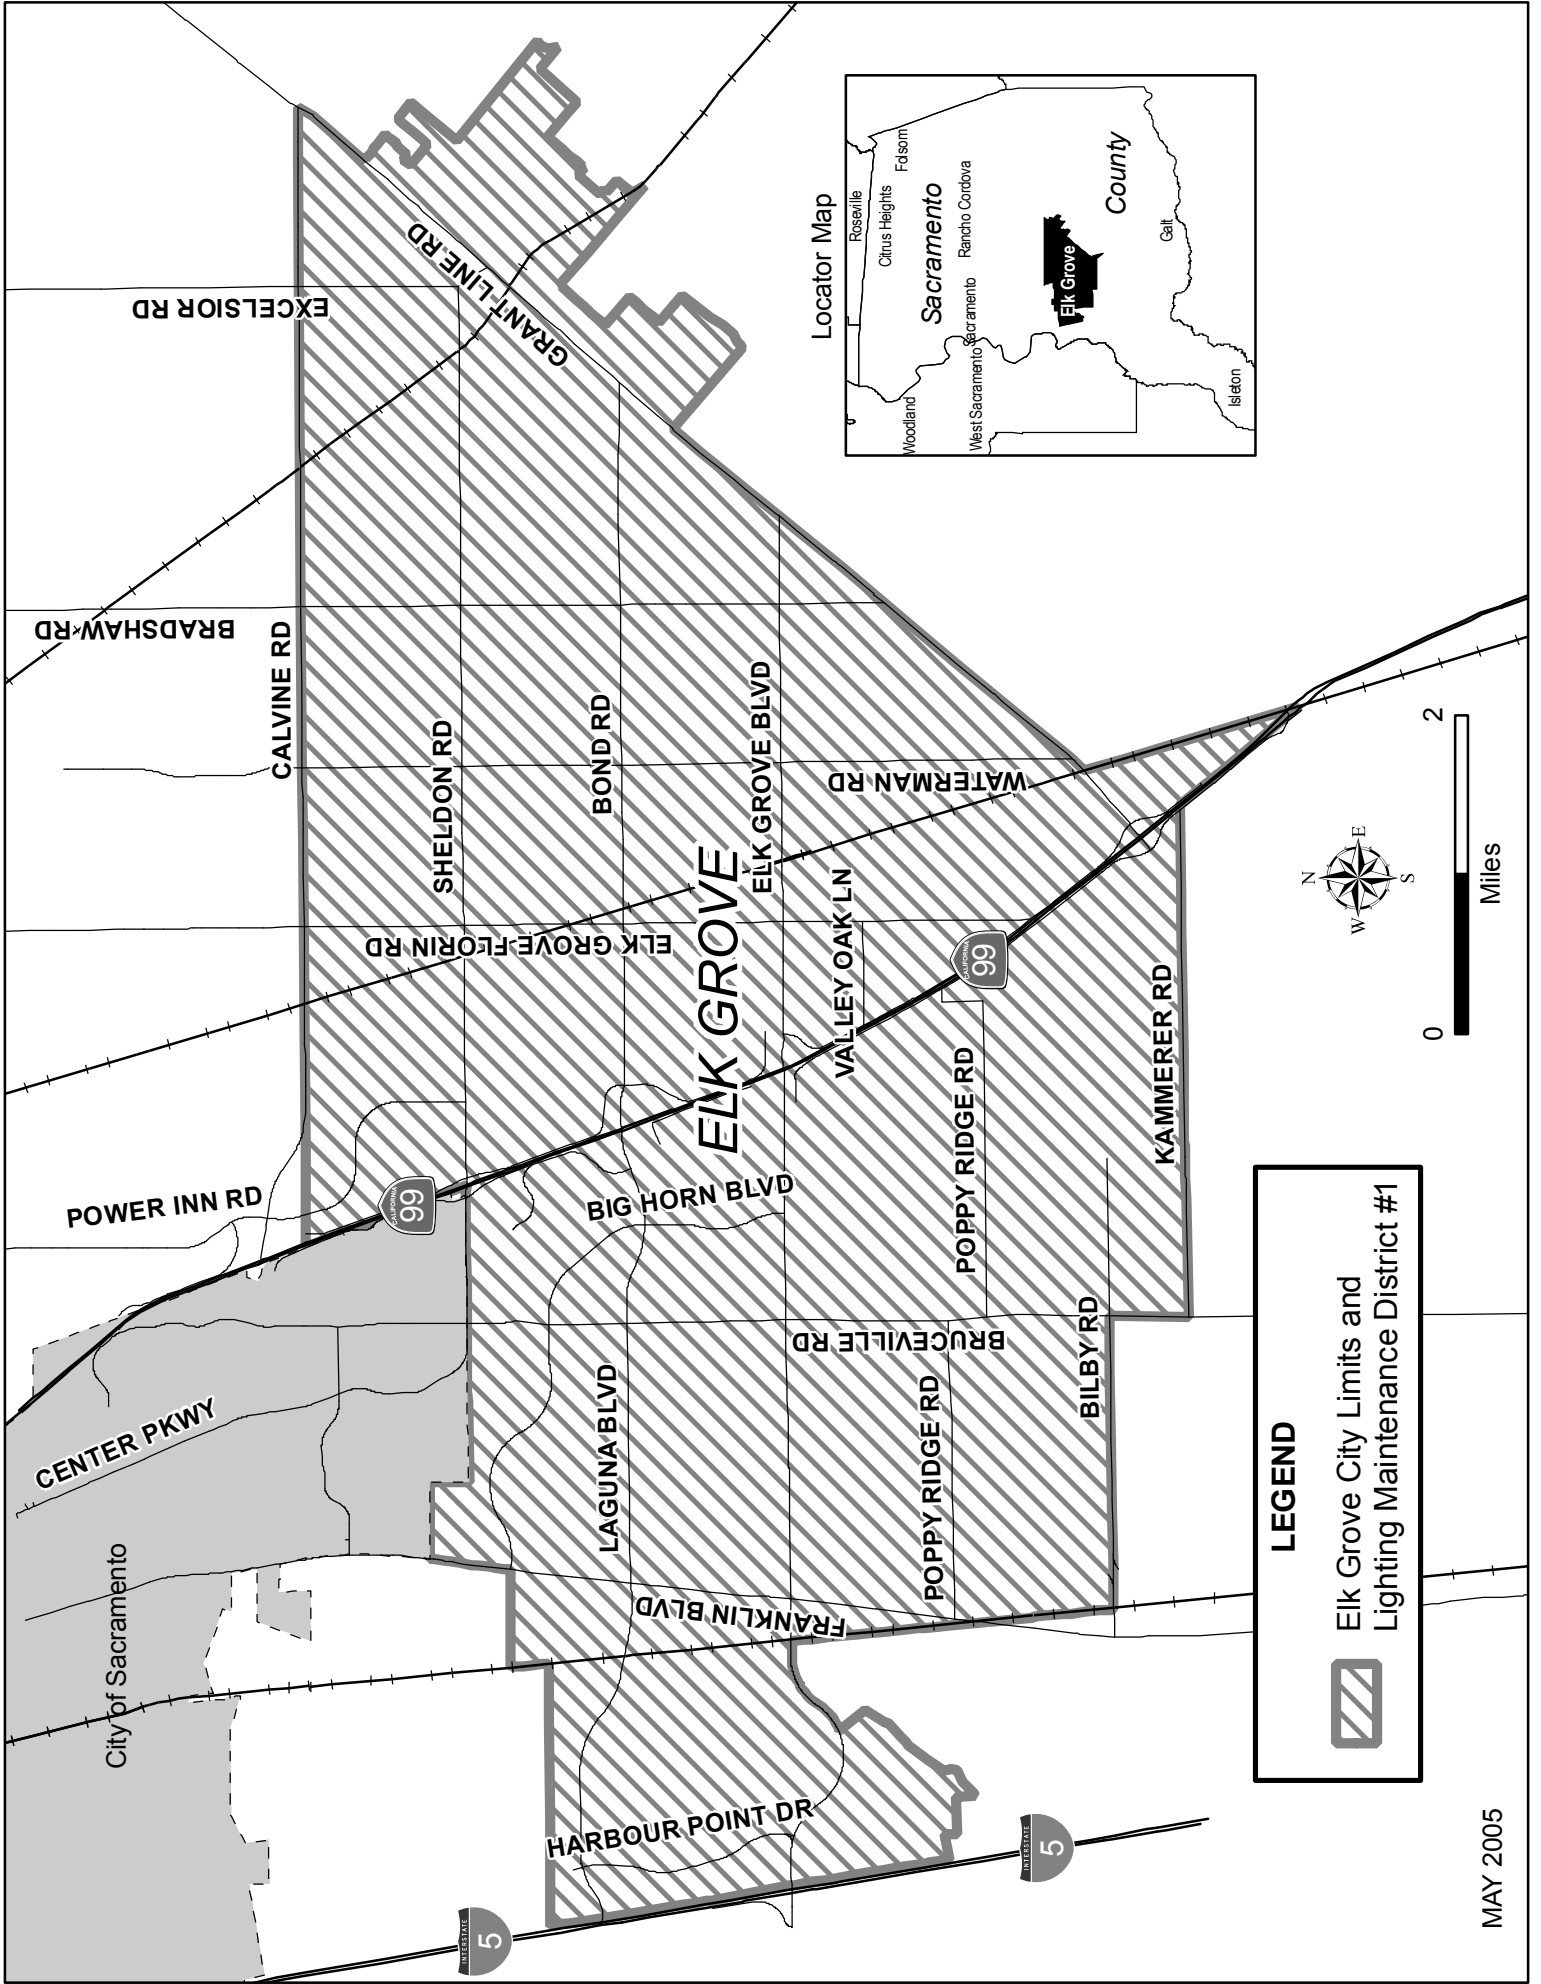 City of Sacramento
CENTER PKWY
POWER INN RD
BRADSHAW RD
EXCELSIOR RD
CALVINE RD
CALIFORNIA
99
SHELDON RD
ELK GROVE FLORIN RD
GRANT LINE RD
INTERSTATE
5
HARBOUR POINT DR
LAGUNA BLVD
BIG HORN BLVD
BOND RD
FRANKLIN BLVD
ELK GROVE
ELK GROVE BLVD
BRUCEVILLE RD
VALLEY OAK LN
WATERMAN RD
POPPY RIDGE RD
POPPY RIDGE RD
CALIFORNIA
99
INTERSTATE
5
BILBY RD
KAMMERER RD
Locator Map
Roseville
Citrus Heights
Folsom
Woodland
Sacramento
Rancho Cordova
West Sacramento
Sacramento
Elk Grove
County
Galt
Isleton
LEGEND
Elk Grove City Limits and
Lighting Maintenance District #1
N
W
E
S
0
2
Miles
MAY 2005